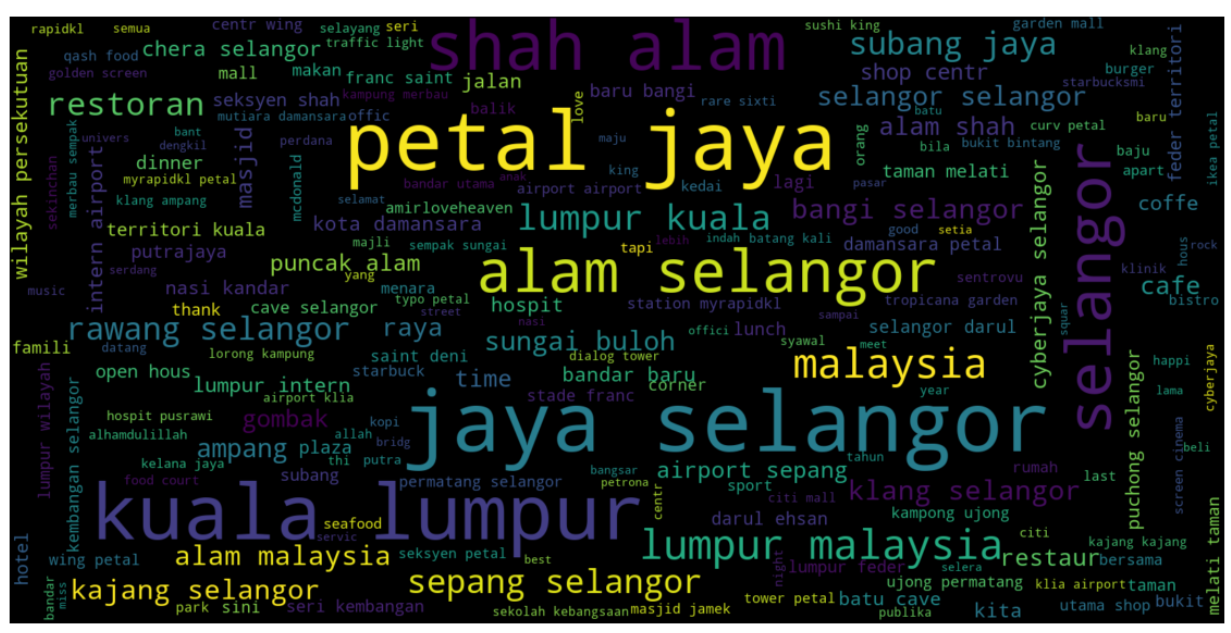 rapidkl
semua
centr wing
selayang
seri
shah alam
sushi king
garden mall
subang jaya
klang
qash food
chera selangor
traffic light
golden screen
mall
makan
franc saint
jalan
shop centr
burger
starbucksmi
wilayah persekutuan
restoran
seksyen shah
kampung merbau
balik
baru bangi
love
rare sixti
selangor selangor
feder territori
mutiara damansara
offic
petal jaya
batu
alam shah
curv petal
baru
ikea petal
univers
bant
perdana
maju
orang
bila
bukit bintang
merbau sempak
dengkil
masjid
dinner
intern airport
mcdonald
king
baju
apart
sekinchan
myrapidkl petal
bandar utama
anak
airport airport
kedai
lagi
pasar
taman melati
klang ampang
selamat
amirloveheaven
lumpur kuala
bangi selangor
coffe
cyberjaya selangor
selangor
territori kuala
kota damansara
majli
sempak sungai
tapi
lebih
indah batang kali
good
setia
damansara petal
rock
hous
putrajaya
puncak alam
yang
alam selangor
sentrovu
klinik
serdang
nasi kandar
menara
cafe
music
thank
cave selangor
typo petal
hospit
station myrapidkl
tropicana garden
bistro
street
nasi
sampai
squar
rawang selangor
raya
sungai buloh
offici
lunch
selangor darul
famili
datang
lorong kampung
saint deni
dialog tower
syawal
meet
malaysia
happi
cyberjaya
open hous
starbuck
time
bandar baru
corner
lumpur intern
airport klia
stade franc
year
lama
puchong selangor
hospit pusrawi
gombak
jaya selangor
alhamdulillah
allah
kopi
bridg
kembangan selangor
lumpur wilayah
ampang
plaza
kelana jaya
thi
putra
bangsar
airport sepang
tahun
beli
screen cinema
food court
subang
permatang selangor
petrona
sport
rumah
last
kuala lumpur
centr
citi mall
klang selangor
seafood
servic
darul ehsan
kampong ujong
hotel
wing petal
alam malaysia
seksyen petal
best
lumpur malaysia
citi
kajang kajang
restaur
bersama
selera
night
lumpur feder
bandar
miss
kajang selangor
sepang selangor
ujong permatang
klia airport
taman
melati taman
park sini
seri kembangan
sekolah kebangsaan
masjid jamek
tower petal
batu cave
publika
kita
utama shop
bukit